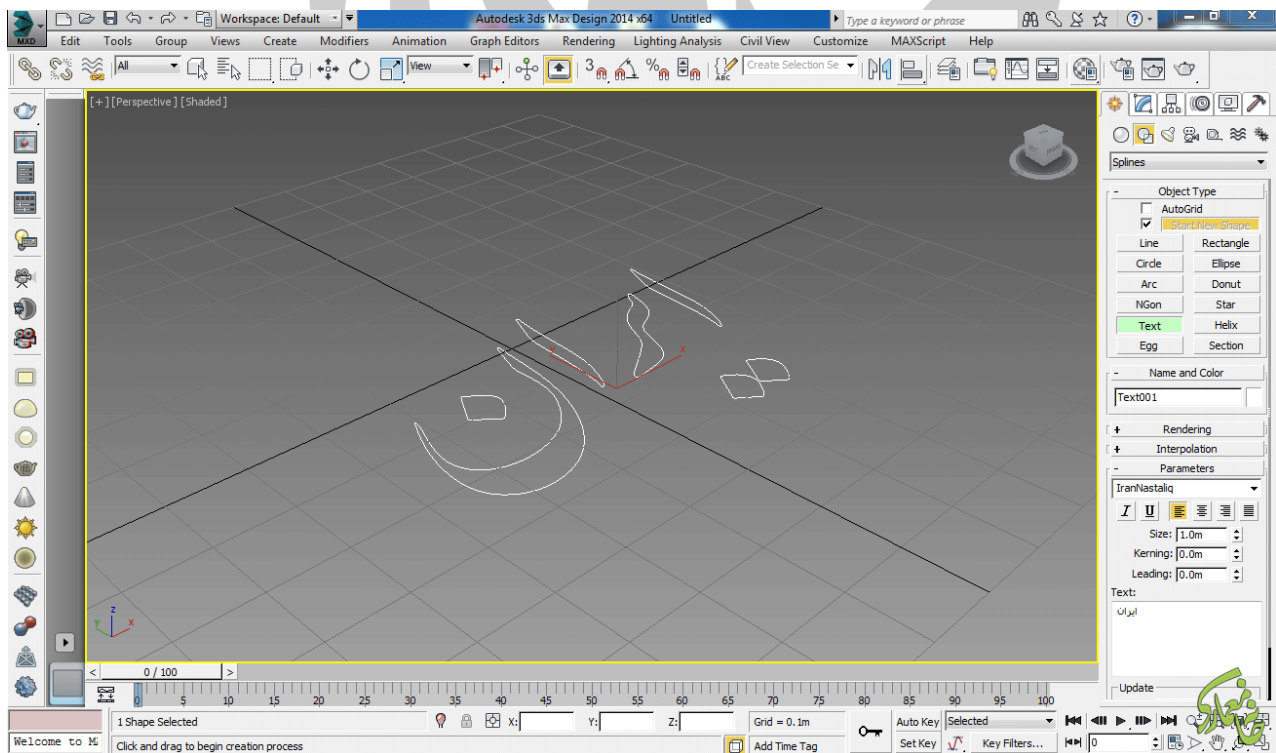 Workspace: Default
Autodesk 3ds Max Design 2014 x64 Untitled
Type a keyword or phrase
MXD Edit Tools Group Views Create Modifiers Animation Graph Editors Rendering Lighting Analysis Civil View Customize MAXScript Help
All
View
3
%
ABC
Create Selection Se
[+] [Perspective] [Shaded]
Splines
- Object Type
AutoGrid
Start New Shape
Line Rectangle
Circle Ellipse
Arc Donut
NGon Star
Text Helix
Egg Section
- Name and Color
Text001
+ Rendering
+ Interpolation
- Parameters
IranNastaliq
I U
Size: 1.0m
Kerning: 0.0m
Leading: 0.0m
Text:
ایران
Update
ایران
y x
z
y x
< 0 / 100 >
0 5 10 15 20 25 30 35 40 45 50 55 60 65 70 75 80 85 90 95 100
1 Shape Selected
X: Y: Z:
Grid = 0.1m
Auto Key Selected
Welcome to M
Click and drag to begin creation process
Add Time Tag
Set Key Key Filters...
0